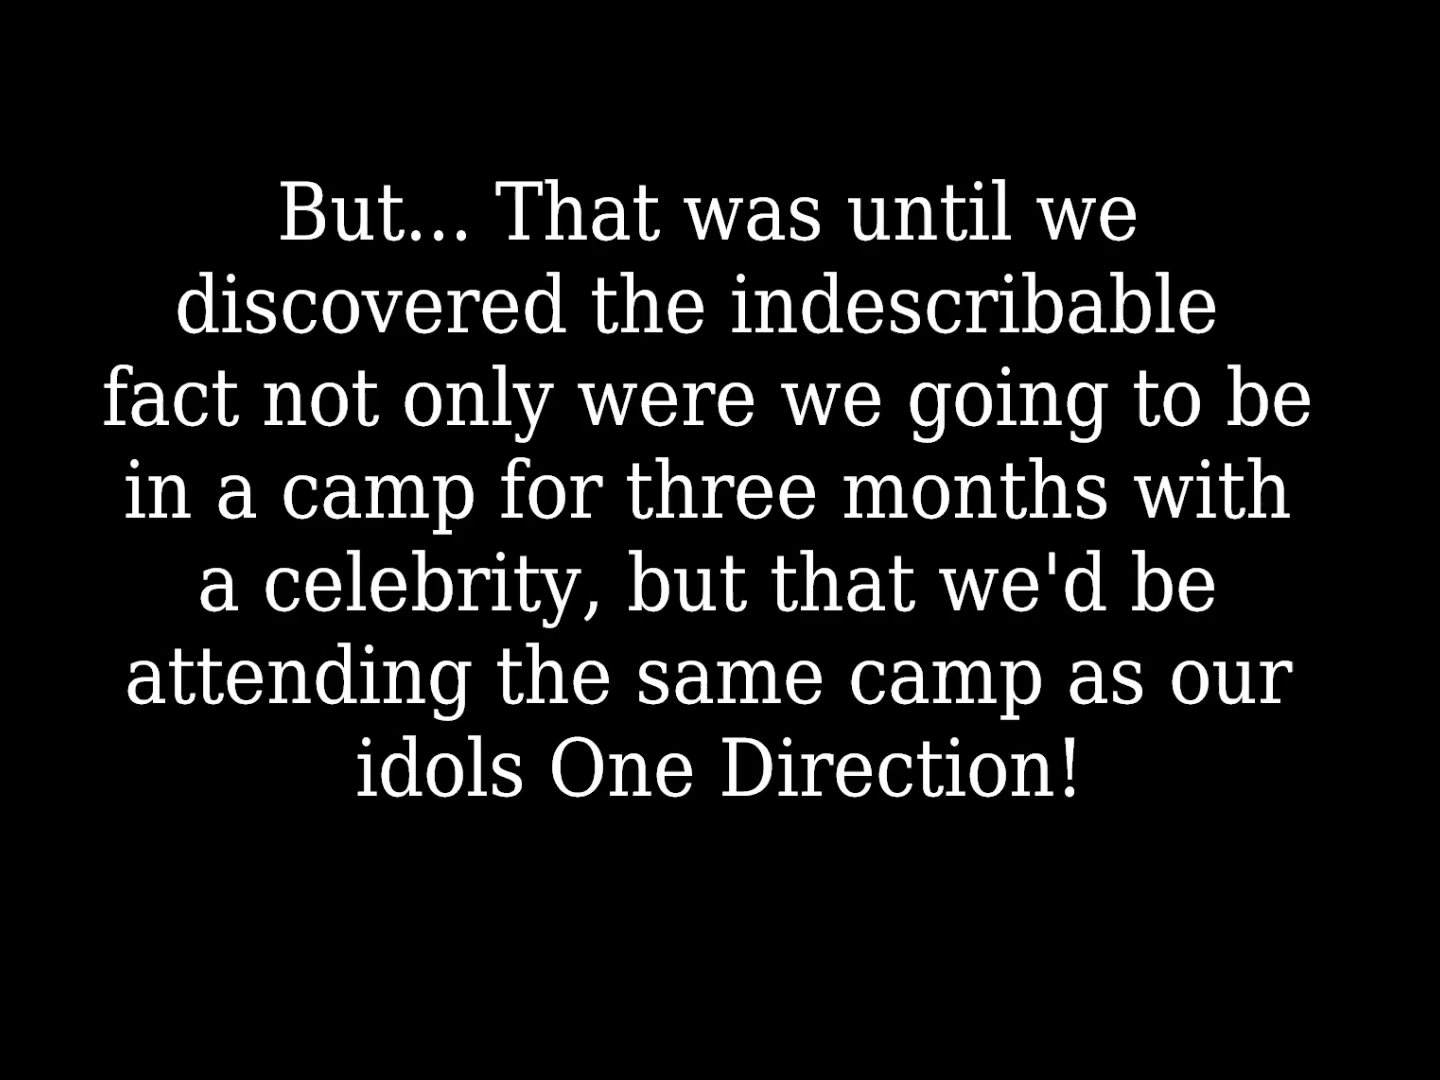 But... That was until we
discovered the indescribable
fact not only were we going to be
in a camp for three months with
a celebrity, but that we'd be
attending the same camp as our
idols One Direction!